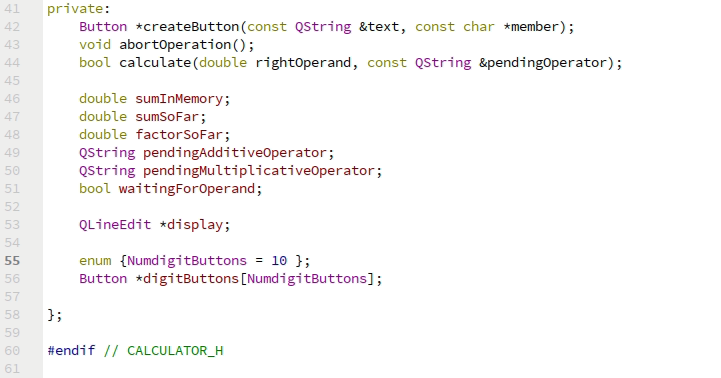 41 private:
42     Button *createButton(const QString &text, const char *member);
43     void abortOperation();
44     bool calculate(double rightOperand, const QString &pendingOperator);
45
46     double sumInMemory;
47     double sumSoFar;
48     double factorSoFar;
49     QString pendingAdditiveOperator;
50     QString pendingMultiplicativeOperator;
51     bool waitingForOperand;
52
53     QLineEdit *display;
54
55     enum {NumdigitButtons = 10 };
56     Button *digitButtons[NumdigitButtons];
57
58 };
59
60 #endif // CALCULATOR_H
61